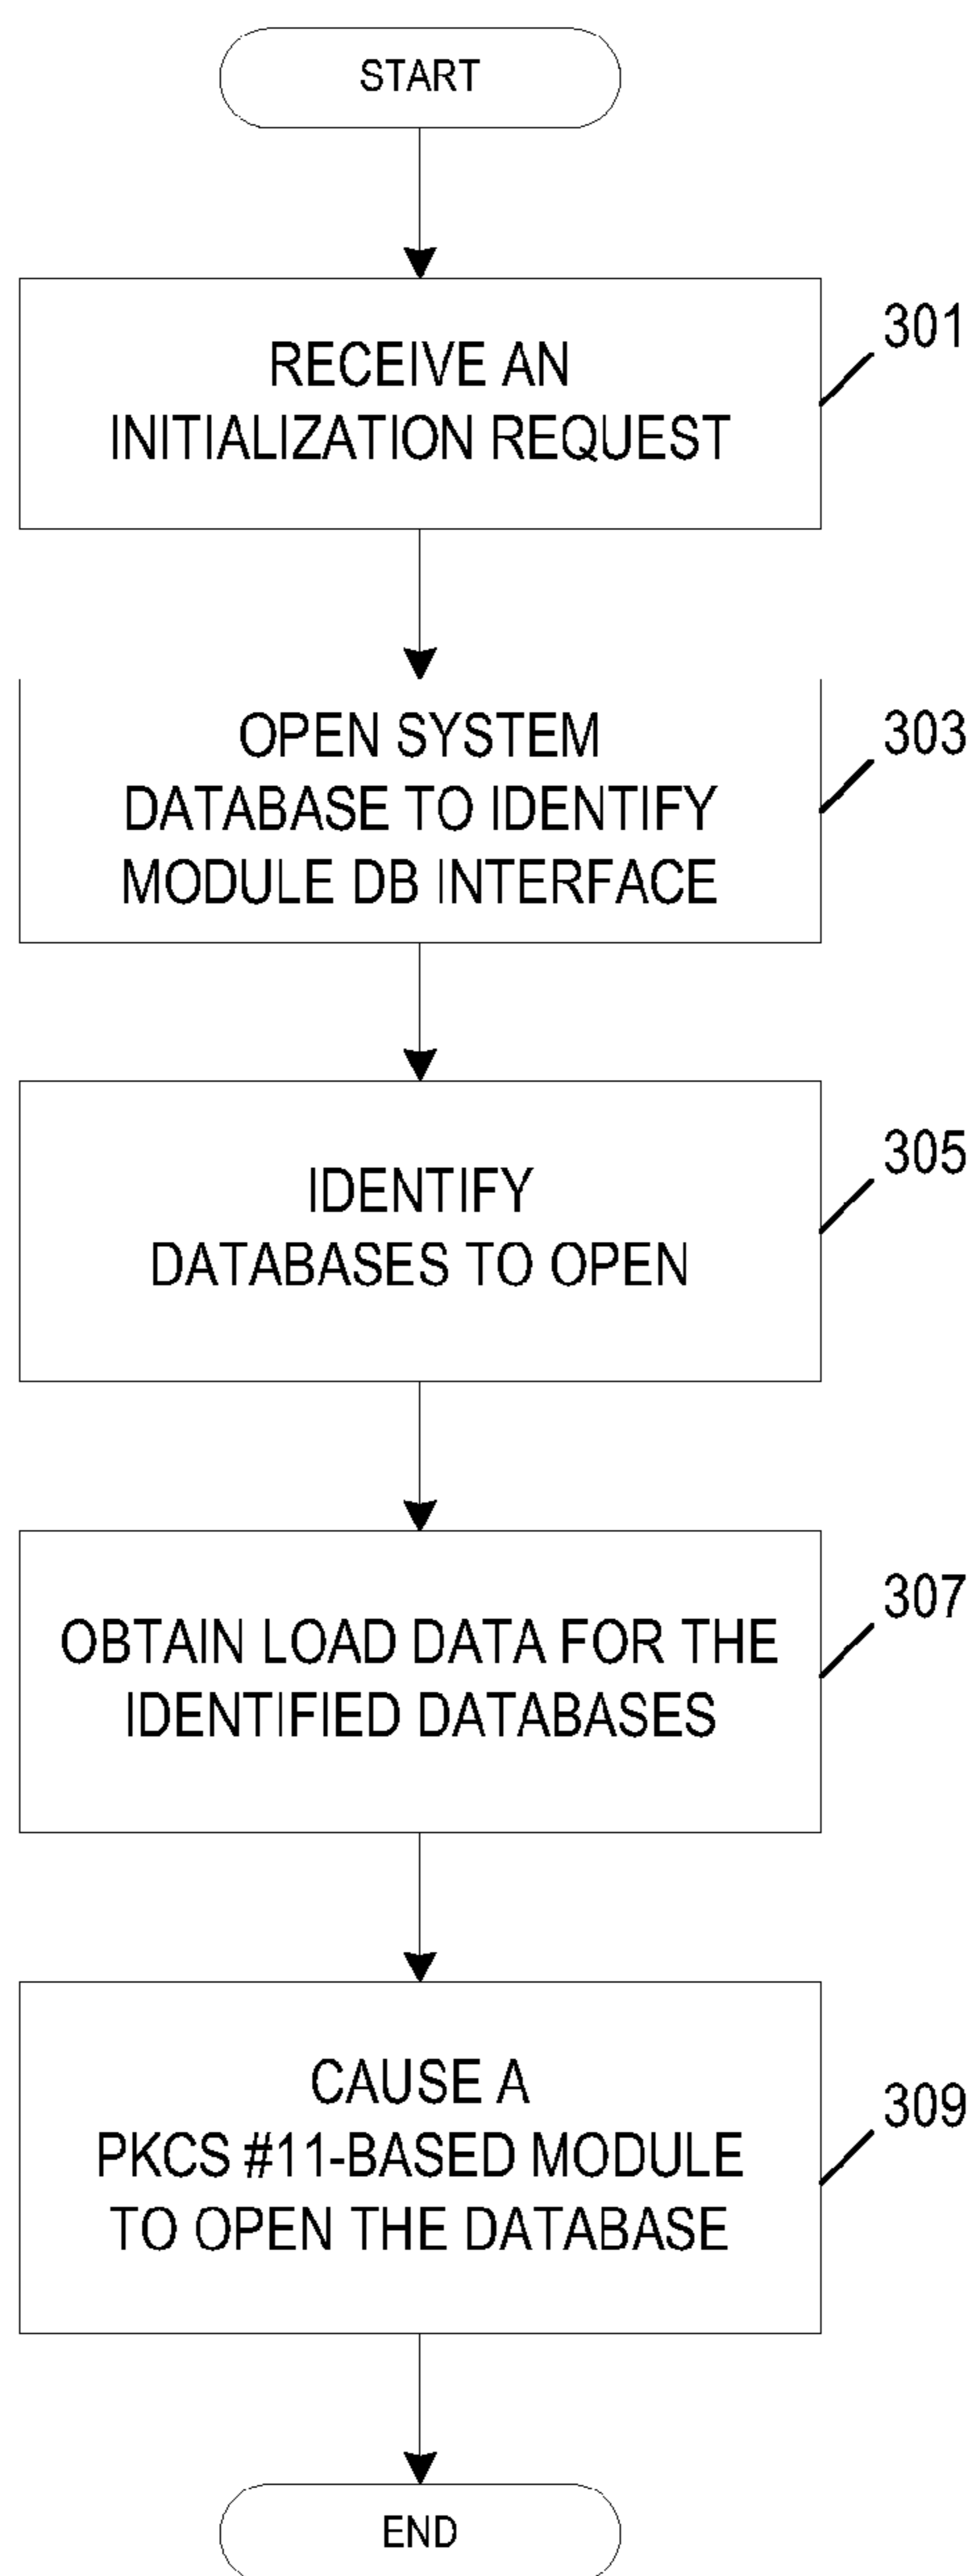 START
RECEIVE AN
INITIALIZATION REQUEST
301
OPEN SYSTEM
DATABASE TO IDENTIFY
MODULE DB INTERFACE
303
IDENTIFY
DATABASES TO OPEN
305
OBTAIN LOAD DATA FOR THE
IDENTIFIED DATABASES
307
CAUSE A
PKCS #11-BASED MODULE
TO OPEN THE DATABASE
309
END